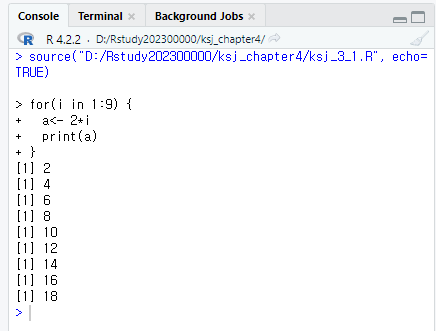 Console Terminal × Background Jobs ×
R R 4.2.2 · D:/Rstudy202300000/ksj_chapter4/
> source("D:/Rstudy202300000/ksj_chapter4/ksj_3_1.R", echo=
TRUE)
> for(i in 1:9) {
+   a<- 2*i
+   print(a)
+ }
[1] 2
[1] 4
[1] 6
[1] 8
[1] 10
[1] 12
[1] 14
[1] 16
[1] 18
>